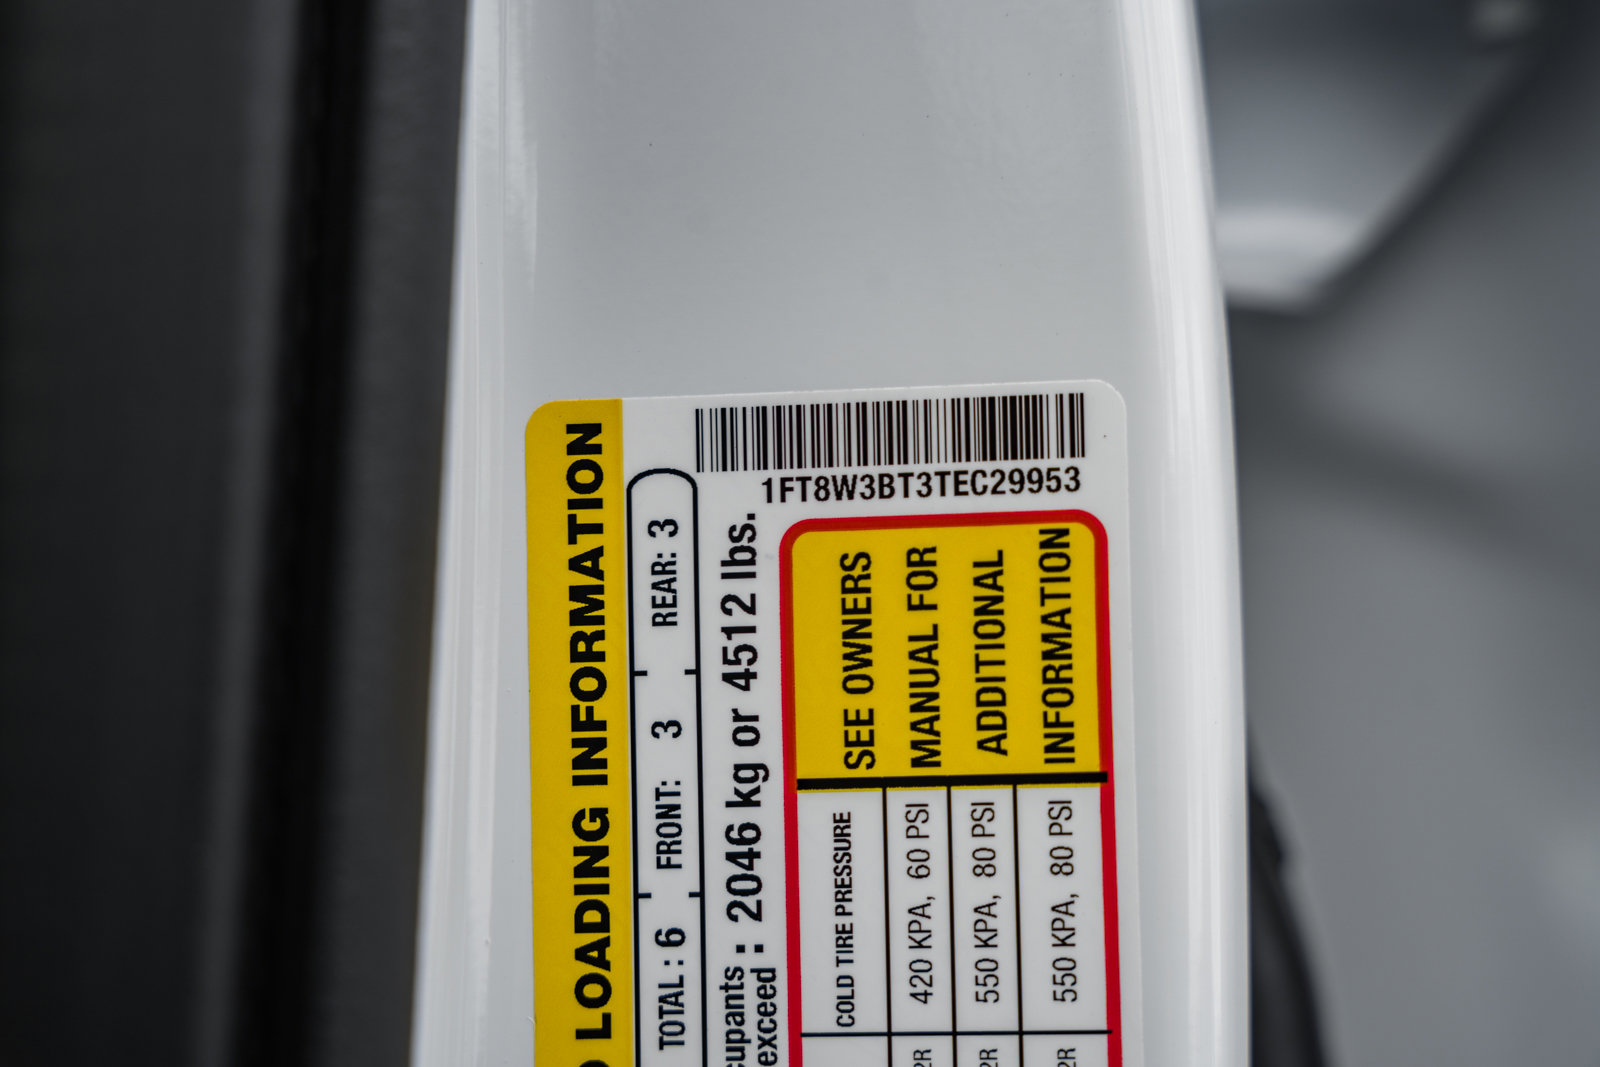 1FT8W3BT3TEC29953
LOADING INFORMATION
TOTAL : 6 FRONT: 3 REAR: 3
: 2046 kg or 4512 lbs.
exceed :
COLD TIRE PRESSURE
420 KPA, 60 PSI
550 KPA, 80 PSI
550 KPA, 80 PSI
SEE OWNERS
MANUAL FOR
ADDITIONAL
INFORMATION